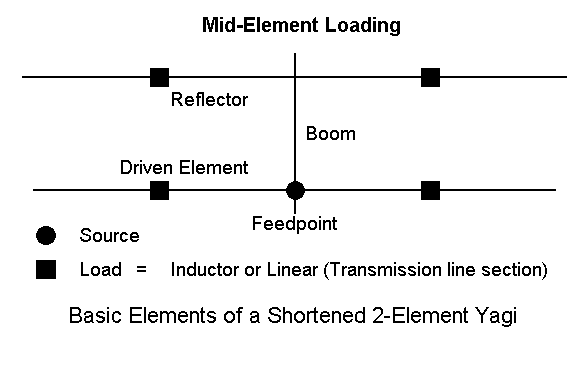 Mid-Element Loading
Reflector
Boom
Driven Element
Feedpoint
Source
Load = Inductor or Linear (Transmission line section)
Basic Elements of a Shortened 2-Element Yagi